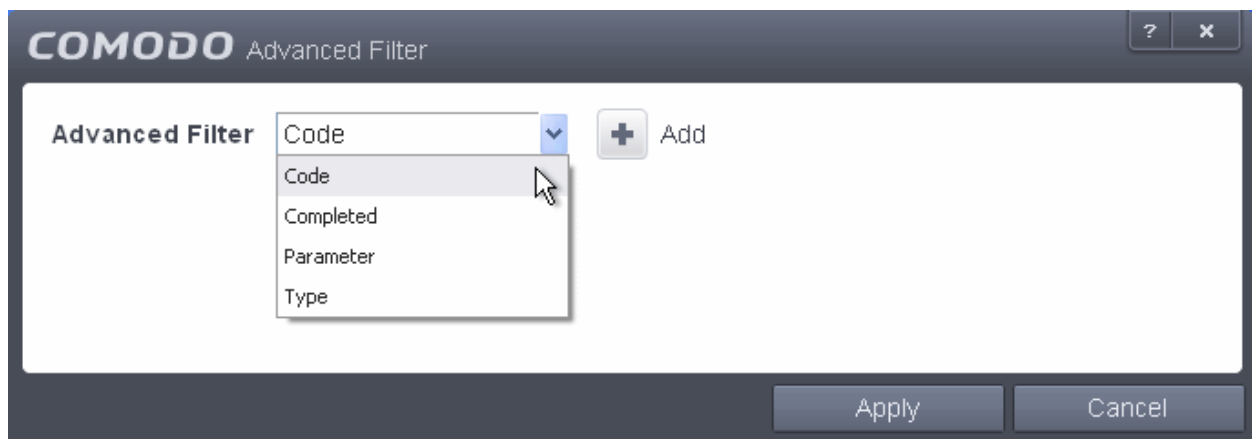 COMODO Advanced Filter ? x
Advanced Filter Code + Add
Code
Completed
Parameter
Type
Apply Cancel